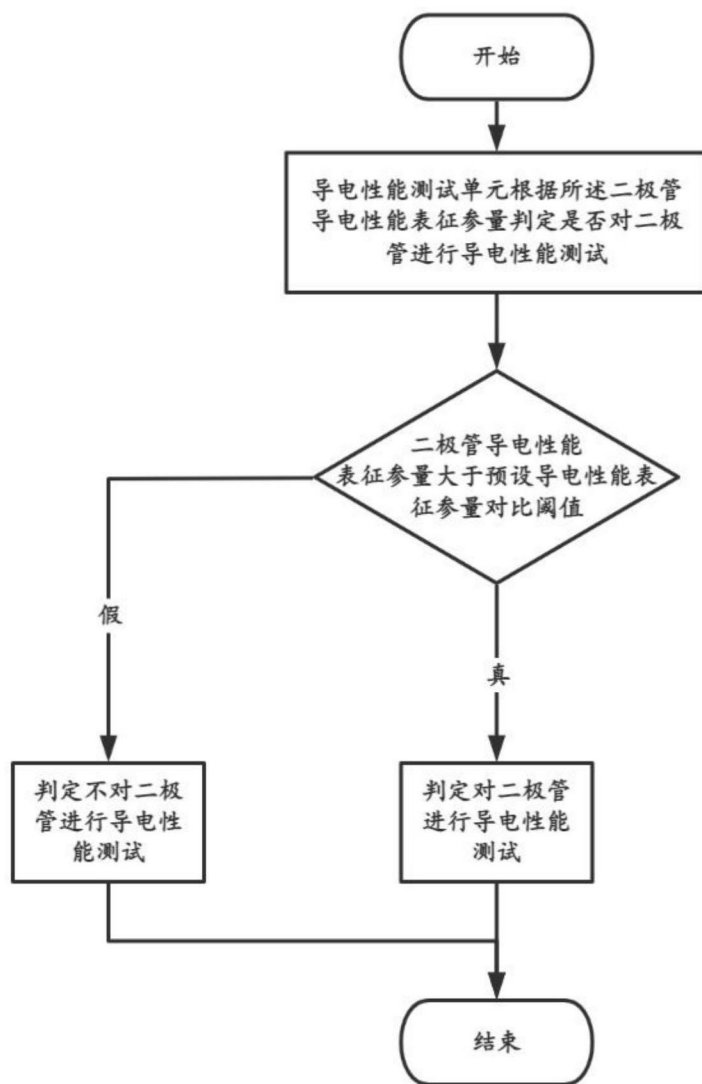 开始
导电性能测试单元根据所述二极管
导电性能表征参量判定是否对二极
管进行导电性能测试
二极管导电性能
表征参量大于预设导电性能表
征参量对比阈值
假
真
判定不对二极
管进行导电性
能测试
判定对二极管
进行导电性能
测试
结束